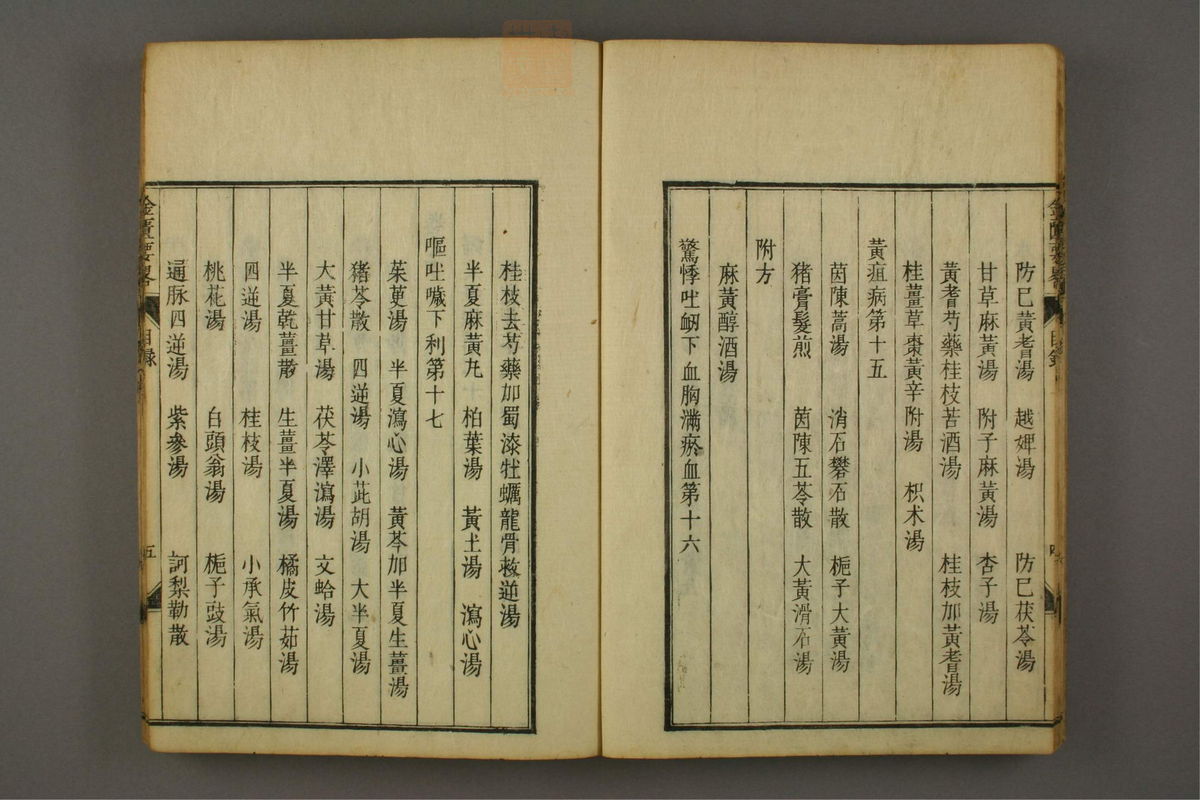 防巳黃耆湯 越婢湯 防巳茯苓湯
甘草麻黃湯 附子麻黃湯 杏子湯
黃耆芍藥桂枝苦酒湯 桂枝加黃耆湯
桂薑草棗黃辛附湯 枳术湯
黃疸病第十五
茵陳蒿湯 消石礬石散 梔子大黃湯
猪膏髮煎 茵陳五苓散 大黃滑石湯
附方
麻黃醇酒湯
驚悸吐衂下血胸滿瘀血第十六
桂枝去芍藥加蜀漆牡蠣龍骨救逆湯
半夏麻黃丸 柏葉湯 黃土湯 瀉心湯
嘔吐噦下利第十七
茱萸湯 半夏瀉心湯 黃芩加半夏生薑湯
猪苓散 四逆湯 小茈胡湯 大半夏湯
大黃甘草湯 茯苓澤瀉湯 文蛤湯
半夏乾薑散 生薑半夏湯 橘皮竹茹湯
四逆湯 桂枝湯 小承氣湯
桃花湯 白頭翁湯 梔子豉湯
通脉四逆湯 紫參湯 訶梨勒散
金匱要畧 目錄 五